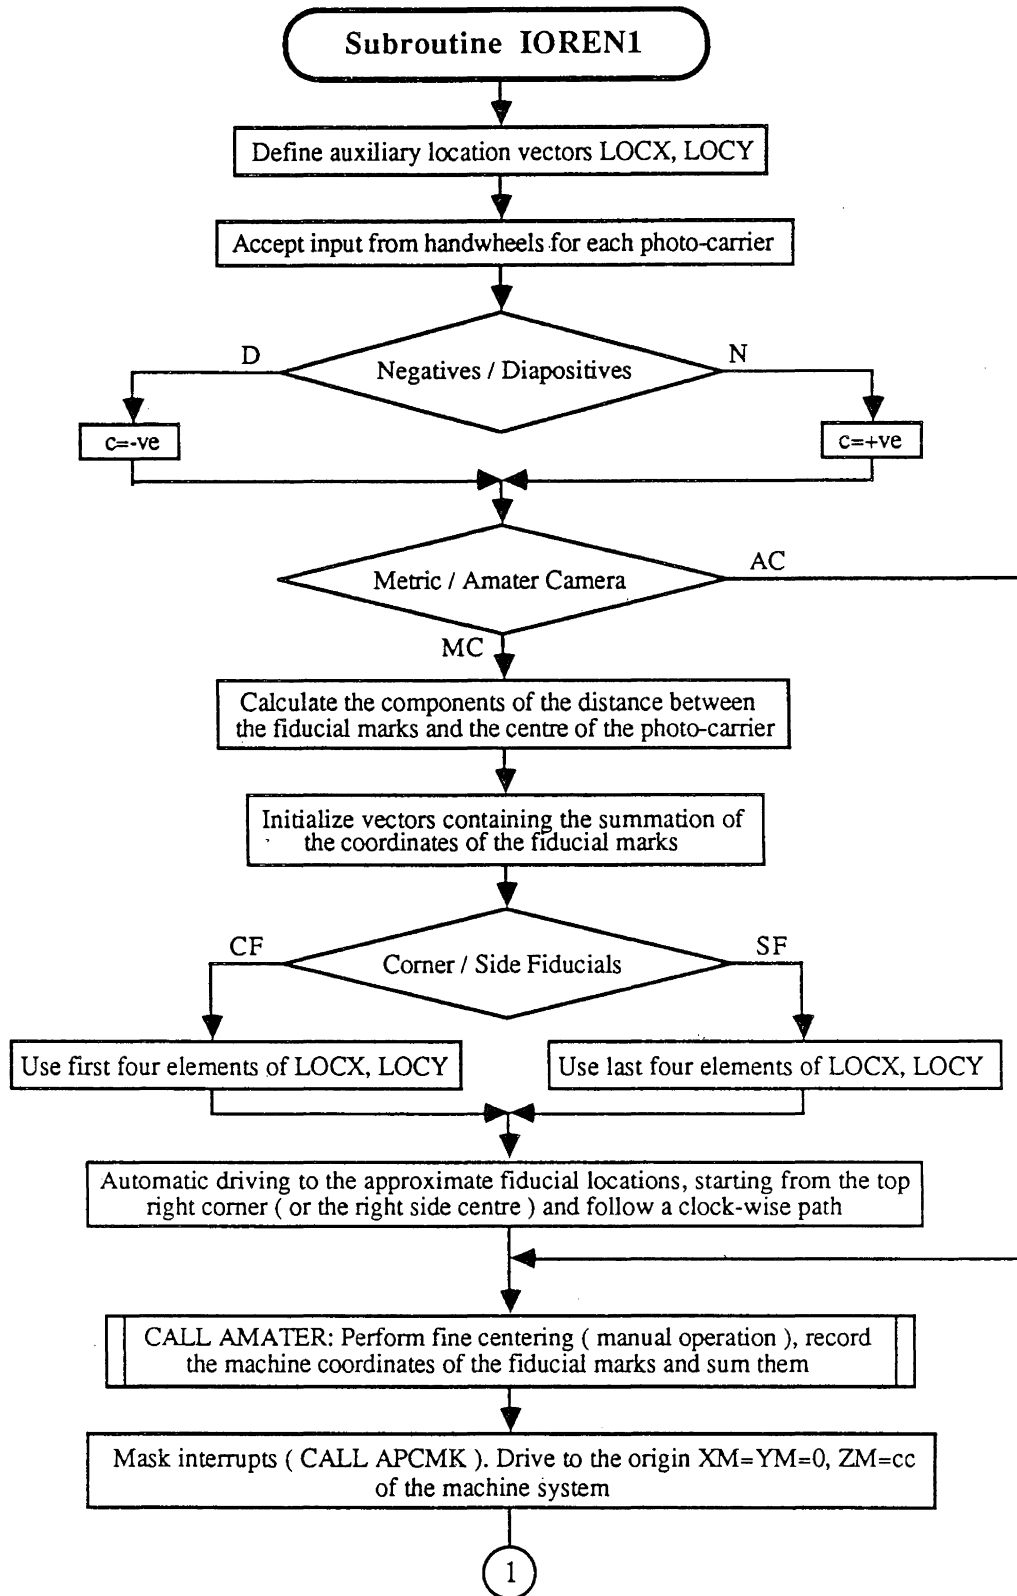 Subroutine IOREN1
Define auxiliary location vectors LOCX, LOCY
Accept input from handwheels for each photo-carrier
D
N
Negatives / Diapositives
c=-ve
c=+ve
Metric / Amater Camera
AC
MC
Calculate the components of the distance between
the fiducial marks and the centre of the photo-carrier
Initialize vectors containing the summation of
the coordinates of the fiducial marks
CF
SF
Corner / Side Fiducials
Use first four elements of LOCX, LOCY
Use last four elements of LOCX, LOCY
Automatic driving to the approximate fiducial locations, starting from the top
right corner ( or the right side centre ) and follow a clock-wise path
CALL AMATER: Perform fine centering ( manual operation ), record
the machine coordinates of the fiducial marks and sum them
Mask interrupts ( CALL APCMK ). Drive to the origin XM=YM=0, ZM=cc
of the machine system
1